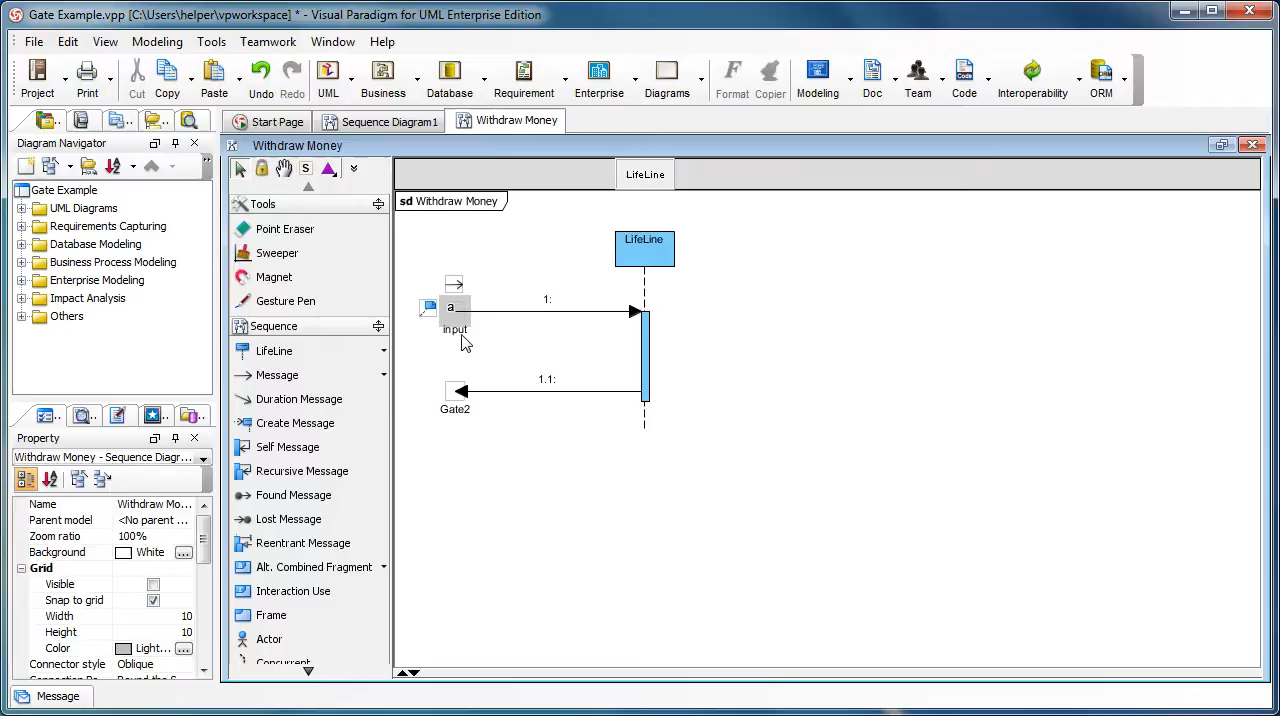 Gate Example.vpp [C:\Users\helper\vpworkspace] * - Visual Paradigm for UML Enterprise Edition
File Edit View Modeling Tools Teamwork Window Help
Project Print Cut Copy Paste Undo Redo UML Business Database Requirement Enterprise Diagrams Format Copier Modeling Doc Team Code Interoperability ORM
Start Page Sequence Diagram1 Withdraw Money
Diagram Navigator
Gate Example
UML Diagrams
Requirements Capturing
Database Modeling
Business Process Modeling
Enterprise Modeling
Impact Analysis
Others
Property
Withdraw Money - Sequence Diagr...
Name Withdraw Mo...
Parent model <No parent ...
Zoom ratio 100%
Background White ...
Grid
Visible
Snap to grid
Width 10
Height 10
Color Light... ...
Connector style Oblique
Message
Withdraw Money
S
Tools
Point Eraser
Sweeper
Magnet
Gesture Pen
Sequence
LifeLine
Message
Duration Message
Create Message
Self Message
Recursive Message
Found Message
Lost Message
Reentrant Message
Alt. Combined Fragment
Interaction Use
Frame
Actor
Concurrent
LifeLine
sd Withdraw Money
LifeLine
1:
a
input
1.1:
Gate2